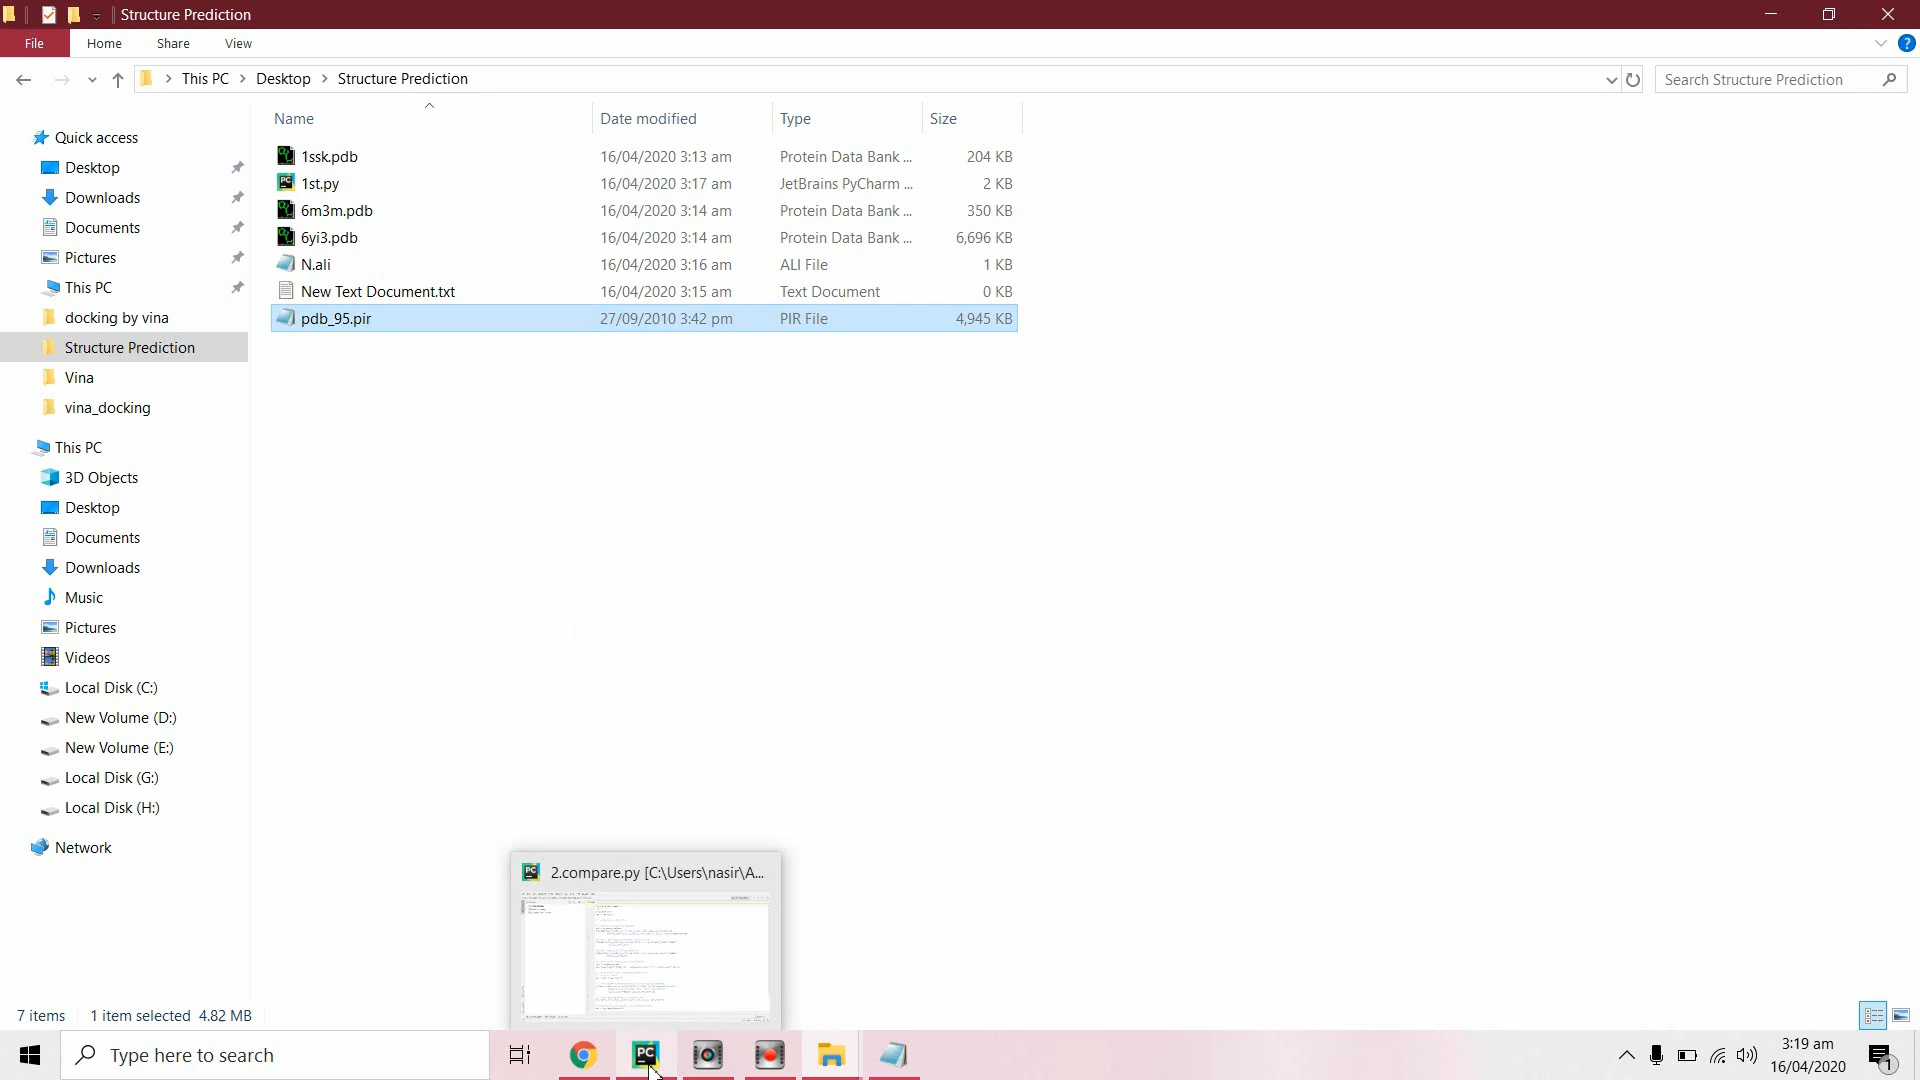 Structure Prediction
File Home Share View
This PC Desktop Structure Prediction
Search Structure Prediction
Name Date modified Type Size
1ssk.pdb 16/04/2020 3:13 am Protein Data Bank ... 204 KB
1st.py 16/04/2020 3:17 am JetBrains PyCharm ... 2 KB
6m3m.pdb 16/04/2020 3:14 am Protein Data Bank ... 350 KB
6yi3.pdb 16/04/2020 3:14 am Protein Data Bank ... 6,696 KB
N.ali 16/04/2020 3:16 am ALI File 1 KB
New Text Document.txt 16/04/2020 3:15 am Text Document 0 KB
pdb_95.pir 27/09/2010 3:42 pm PIR File 4,945 KB
Quick access
Desktop
Downloads
Documents
Pictures
This PC
docking by vina
Structure Prediction
Vina
vina_docking
This PC
3D Objects
Desktop
Documents
Downloads
Music
Pictures
Videos
Local Disk (C:)
New Volume (D:)
New Volume (E:)
Local Disk (G:)
Local Disk (H:)
Network
2.compare.py [C:\Users\nasir\A...
7 items 1 item selected 4.82 MB
Type here to search
3:19 am
16/04/2020
1